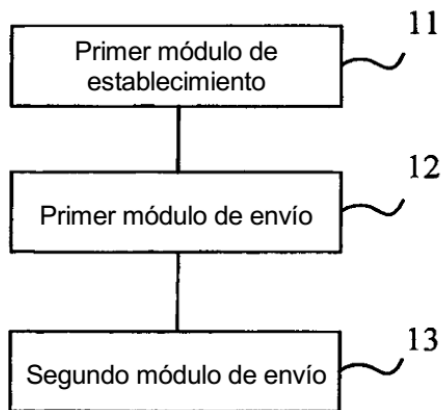 11
Primer módulo de
establecimiento
12
Primer módulo de envío
13
Segundo módulo de envío